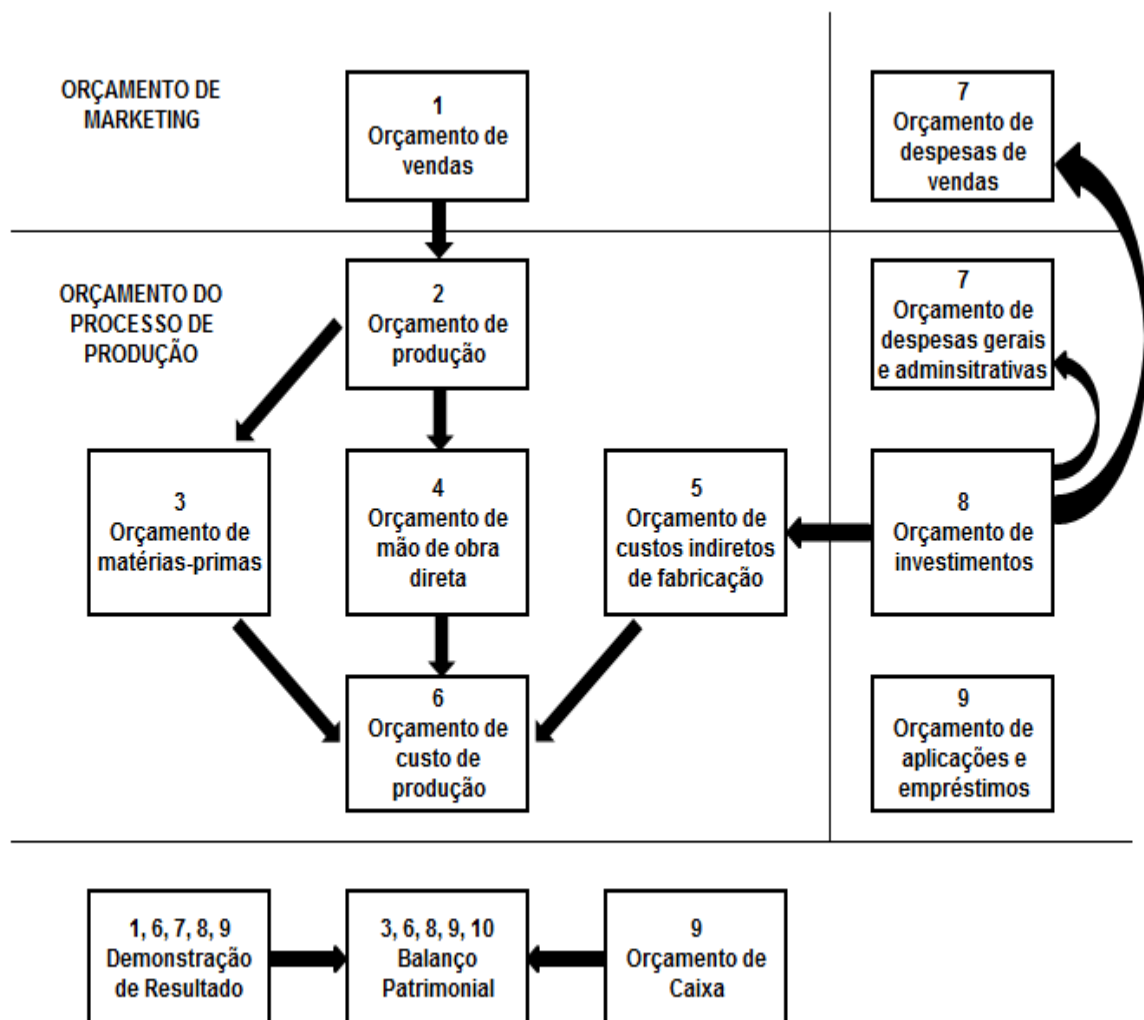 ORÇAMENTO DE
MARKETING
1
Orçamento de
vendas
7
Orçamento de
despesas de
vendas
ORÇAMENTO DO
PROCESSO DE
PRODUÇÃO
2
Orçamento de
produção
7
Orçamento de
despesas gerais
e adminsitrativas
3
Orçamento de
matérias-primas
4
Orçamento de
mão de obra
direta
5
Orçamento de
custos indiretos
de fabricação
8
Orçamento de
investimentos
6
Orçamento de
custo de
produção
9
Orçamento de
aplicações e
empréstimos
1, 6, 7, 8, 9
Demonstração
de Resultado
3, 6, 8, 9, 10
Balanço
Patrimonial
9
Orçamento de
Caixa